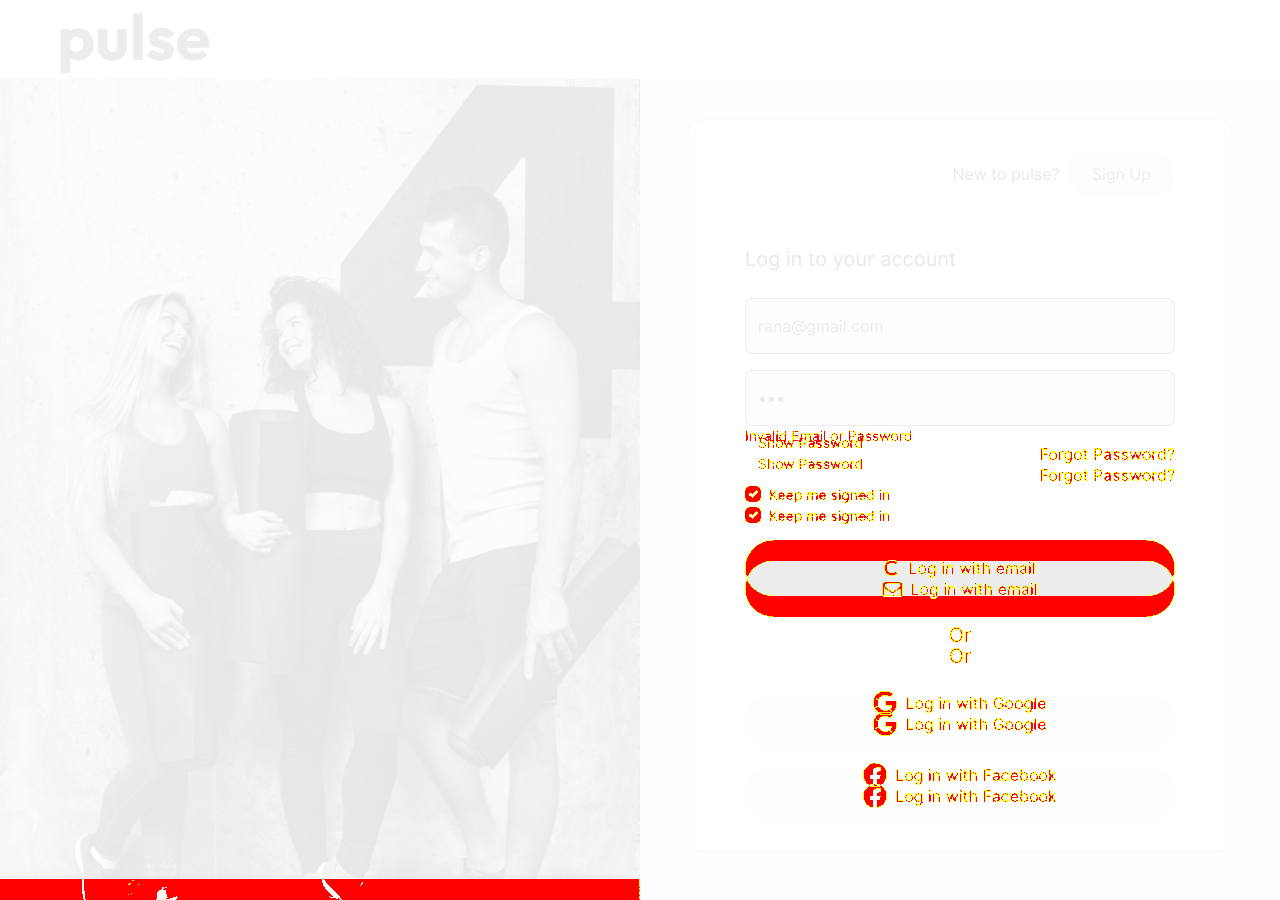 pulse
4
New to pulse? Sign Up
Log in to your account
rana@gmail.com
Invalid Email or Password
Show Password
Forgot Password?
Show Password
Forgot Password?
Keep me signed in
Keep me signed in
Log in with email
Log in with email
Or
Or
Log in with Google
Log in with Google
Log in with Facebook
Log in with Facebook